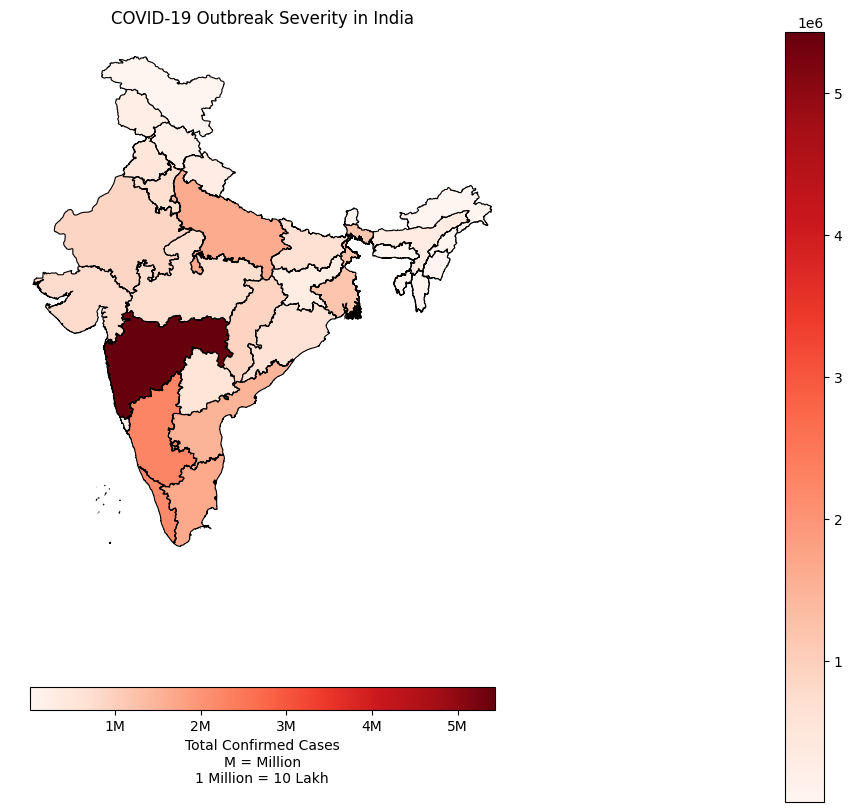 COVID-19 Outbreak Severity in India
1e6
5
4
3
2
1
1M 2M 3M 4M 5M
Total Confirmed Cases
M = Million
1 Million = 10 Lakh